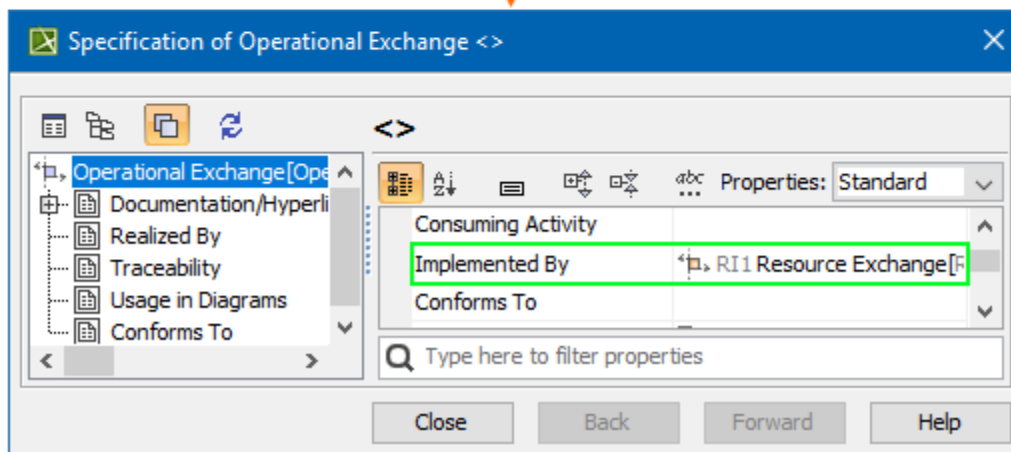 Specification of Operational Exchange <>
<>
Operational Exchange[Ope
Documentation/Hyperli
Realized By
Traceability
Usage in Diagrams
Conforms To
A
Z
abc
Properties: Standard
Consuming Activity
Implemented By RI1 Resource Exchange[R
Conforms To
Type here to filter properties
Close Back Forward Help